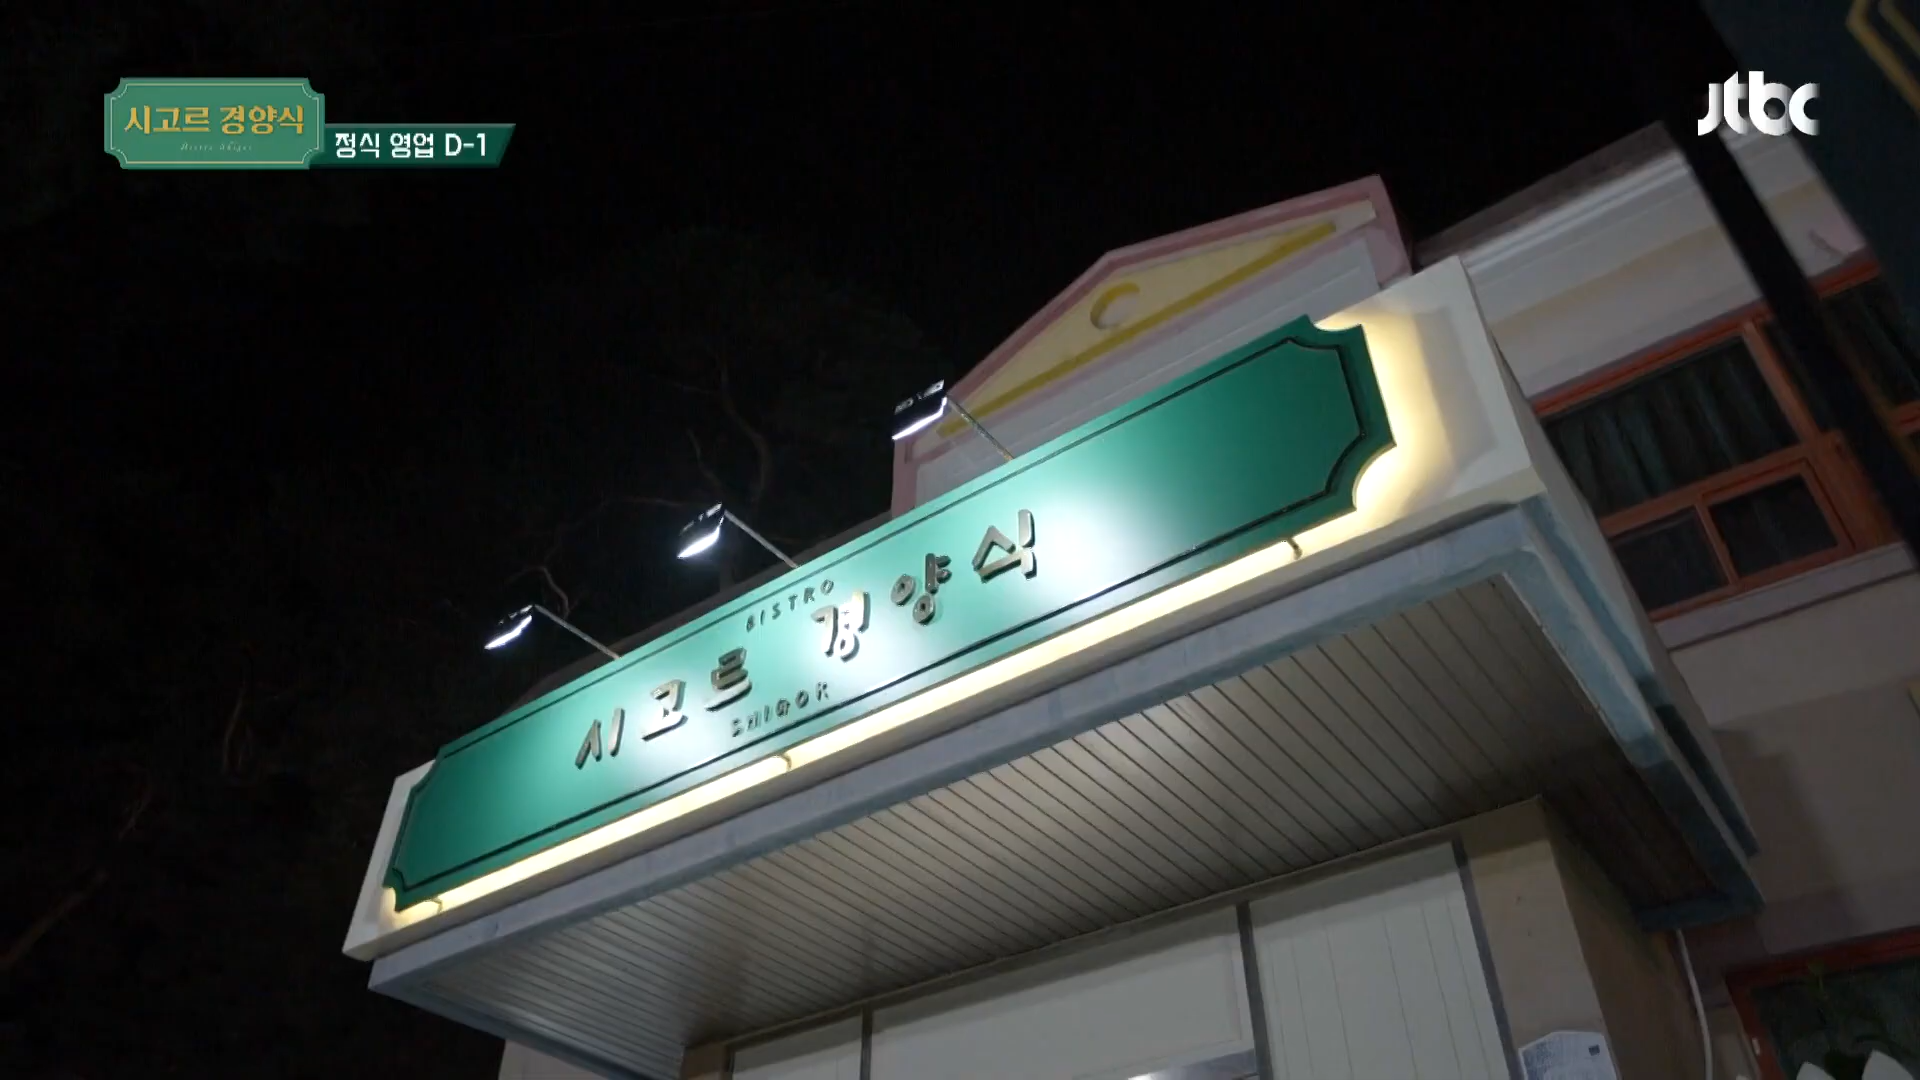 시고르 경양식
Bistro Shigor
정식 영업 D-1
jtbc
BISTRO
시고르 경양식
SHIGOR